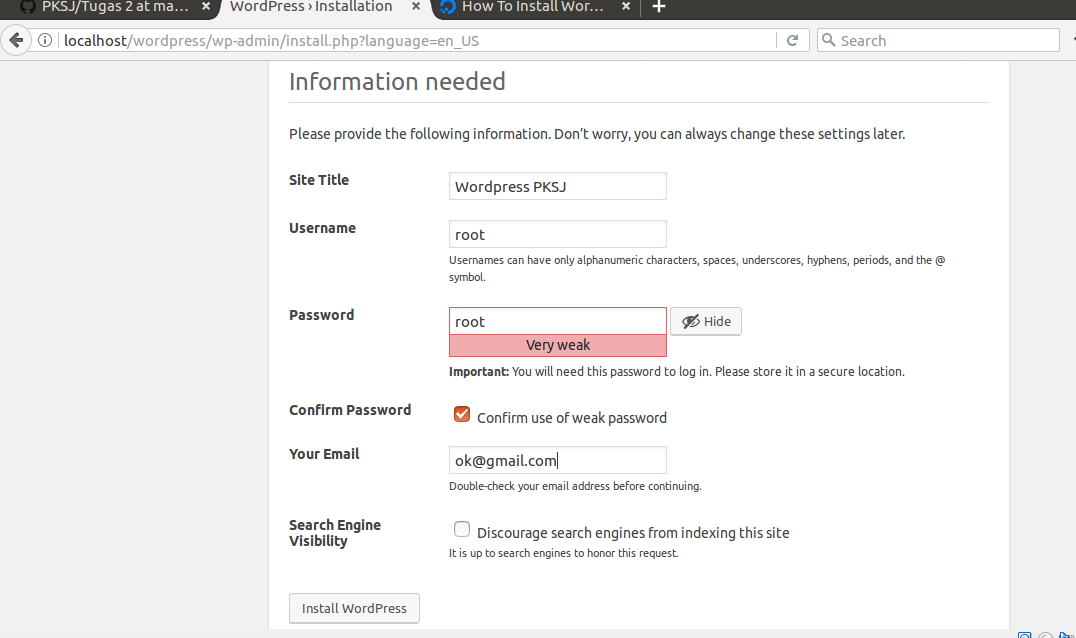 PKSJ/Tugas 2 at ma... × WordPress › Installation × How To Install Wor... × +
localhost/wordpress/wp-admin/install.php?language=en_US Search
Information needed
Please provide the following information. Don’t worry, you can always change these settings later.
Site Title Wordpress PKSJ
Username root
Usernames can have only alphanumeric characters, spaces, underscores, hyphens, periods, and the @
symbol.
Password root Hide
Very weak
Important: You will need this password to log in. Please store it in a secure location.
Confirm Password Confirm use of weak password
Your Email ok@gmail.com
Double-check your email address before continuing.
Search Engine
Visibility Discourage search engines from indexing this site
It is up to search engines to honor this request.
Install WordPress